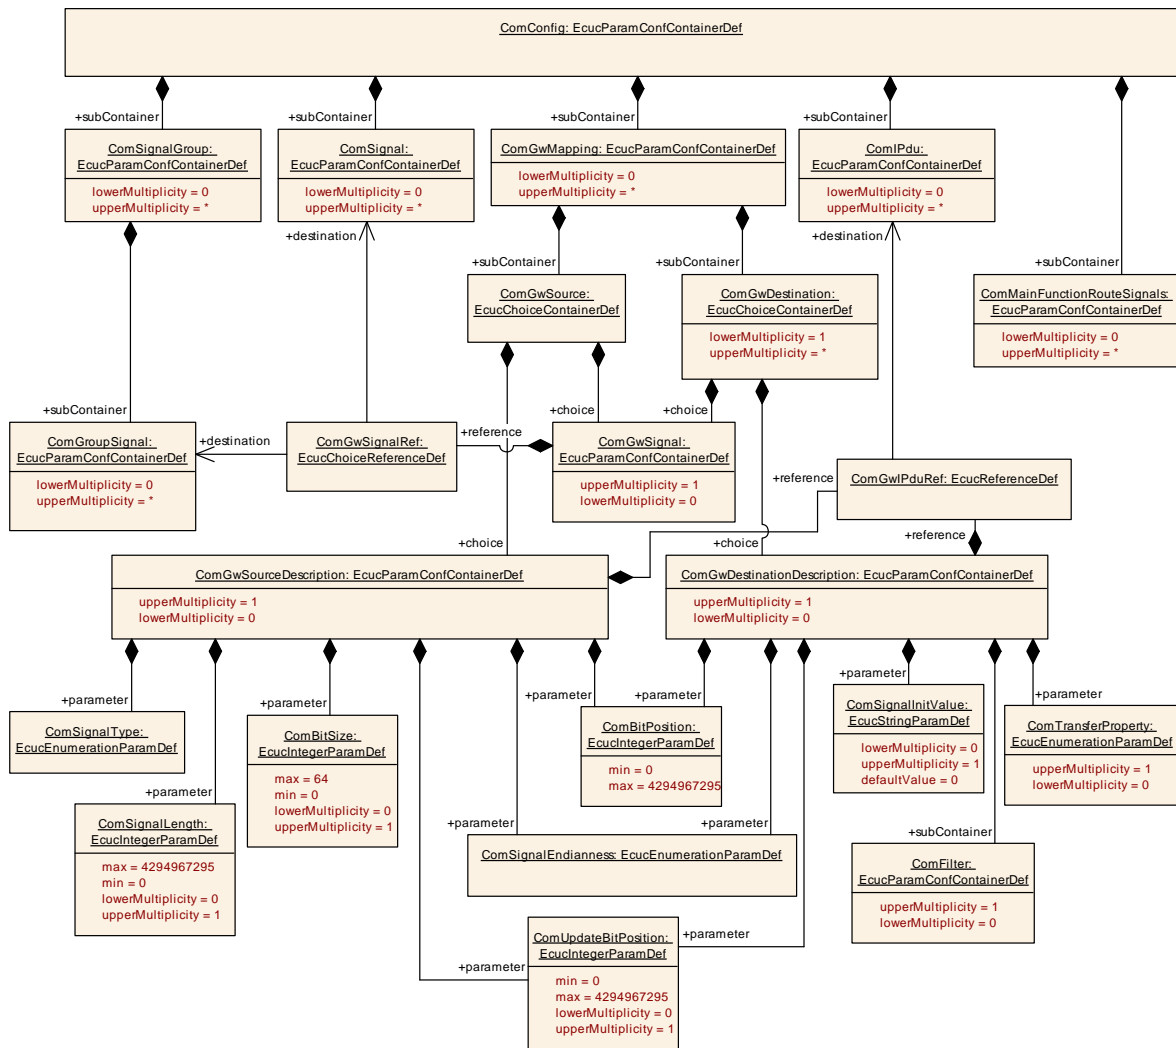 ComConfig: EcucParamConfContainerDef
+subContainer
+subContainer
+subContainer
+subContainer
ComSignalGroup:
EcucParamConfContainerDef
lowerMultiplicity = 0
upperMultiplicity = *
ComSignal:
EcucParamConfContainerDef
lowerMultiplicity = 0
upperMultiplicity = *
ComGwMapping: EcucParamConfContainerDef
lowerMultiplicity = 0
upperMultiplicity = *
ComIPdu:
EcucParamConfContainerDef
lowerMultiplicity = 0
upperMultiplicity = *
+destination
+destination
+subContainer
+subContainer
+subContainer
ComGwSource:
EcucChoiceContainerDef
ComGwDestination:
EcucChoiceContainerDef
lowerMultiplicity = 1
upperMultiplicity = *
ComMainFunctionRouteSignals:
EcucParamConfContainerDef
lowerMultiplicity = 0
upperMultiplicity = *
+subContainer
+choice
+choice
ComGroupSignal:
EcucParamConfContainerDef
lowerMultiplicity = 0
upperMultiplicity = *
+destination
ComGwSignalRef:
EcucChoiceReferenceDef
+reference
ComGwSignal:
EcucParamConfContainerDef
upperMultiplicity = 1
lowerMultiplicity = 0
+reference
ComGwIPduRef: EcucReferenceDef
+choice
+choice
+reference
ComGwSourceDescription: EcucParamConfContainerDef
upperMultiplicity = 1
lowerMultiplicity = 0
ComGwDestinationDescription: EcucParamConfContainerDef
upperMultiplicity = 1
lowerMultiplicity = 0
+parameter
+parameter
+parameter
+parameter
+parameter
+parameter
ComSignalType:
EcucEnumerationParamDef
ComBitSize:
EcucIntegerParamDef
max = 64
min = 0
lowerMultiplicity = 0
upperMultiplicity = 1
ComBitPosition:
EcucIntegerParamDef
min = 0
max = 4294967295
ComSignalInitValue:
EcucStringParamDef
lowerMultiplicity = 0
upperMultiplicity = 1
defaultValue = 0
ComTransferProperty:
EcucEnumerationParamDef
upperMultiplicity = 1
lowerMultiplicity = 0
+parameter
+parameter
+parameter
+subContainer
ComSignalLength:
EcucIntegerParamDef
max = 4294967295
min = 0
lowerMultiplicity = 0
upperMultiplicity = 1
ComSignalEndianness: EcucEnumerationParamDef
ComFilter:
EcucParamConfContainerDef
upperMultiplicity = 1
lowerMultiplicity = 0
+parameter
+parameter
ComUpdateBitPosition:
EcucIntegerParamDef
min = 0
max = 4294967295
lowerMultiplicity = 0
upperMultiplicity = 1